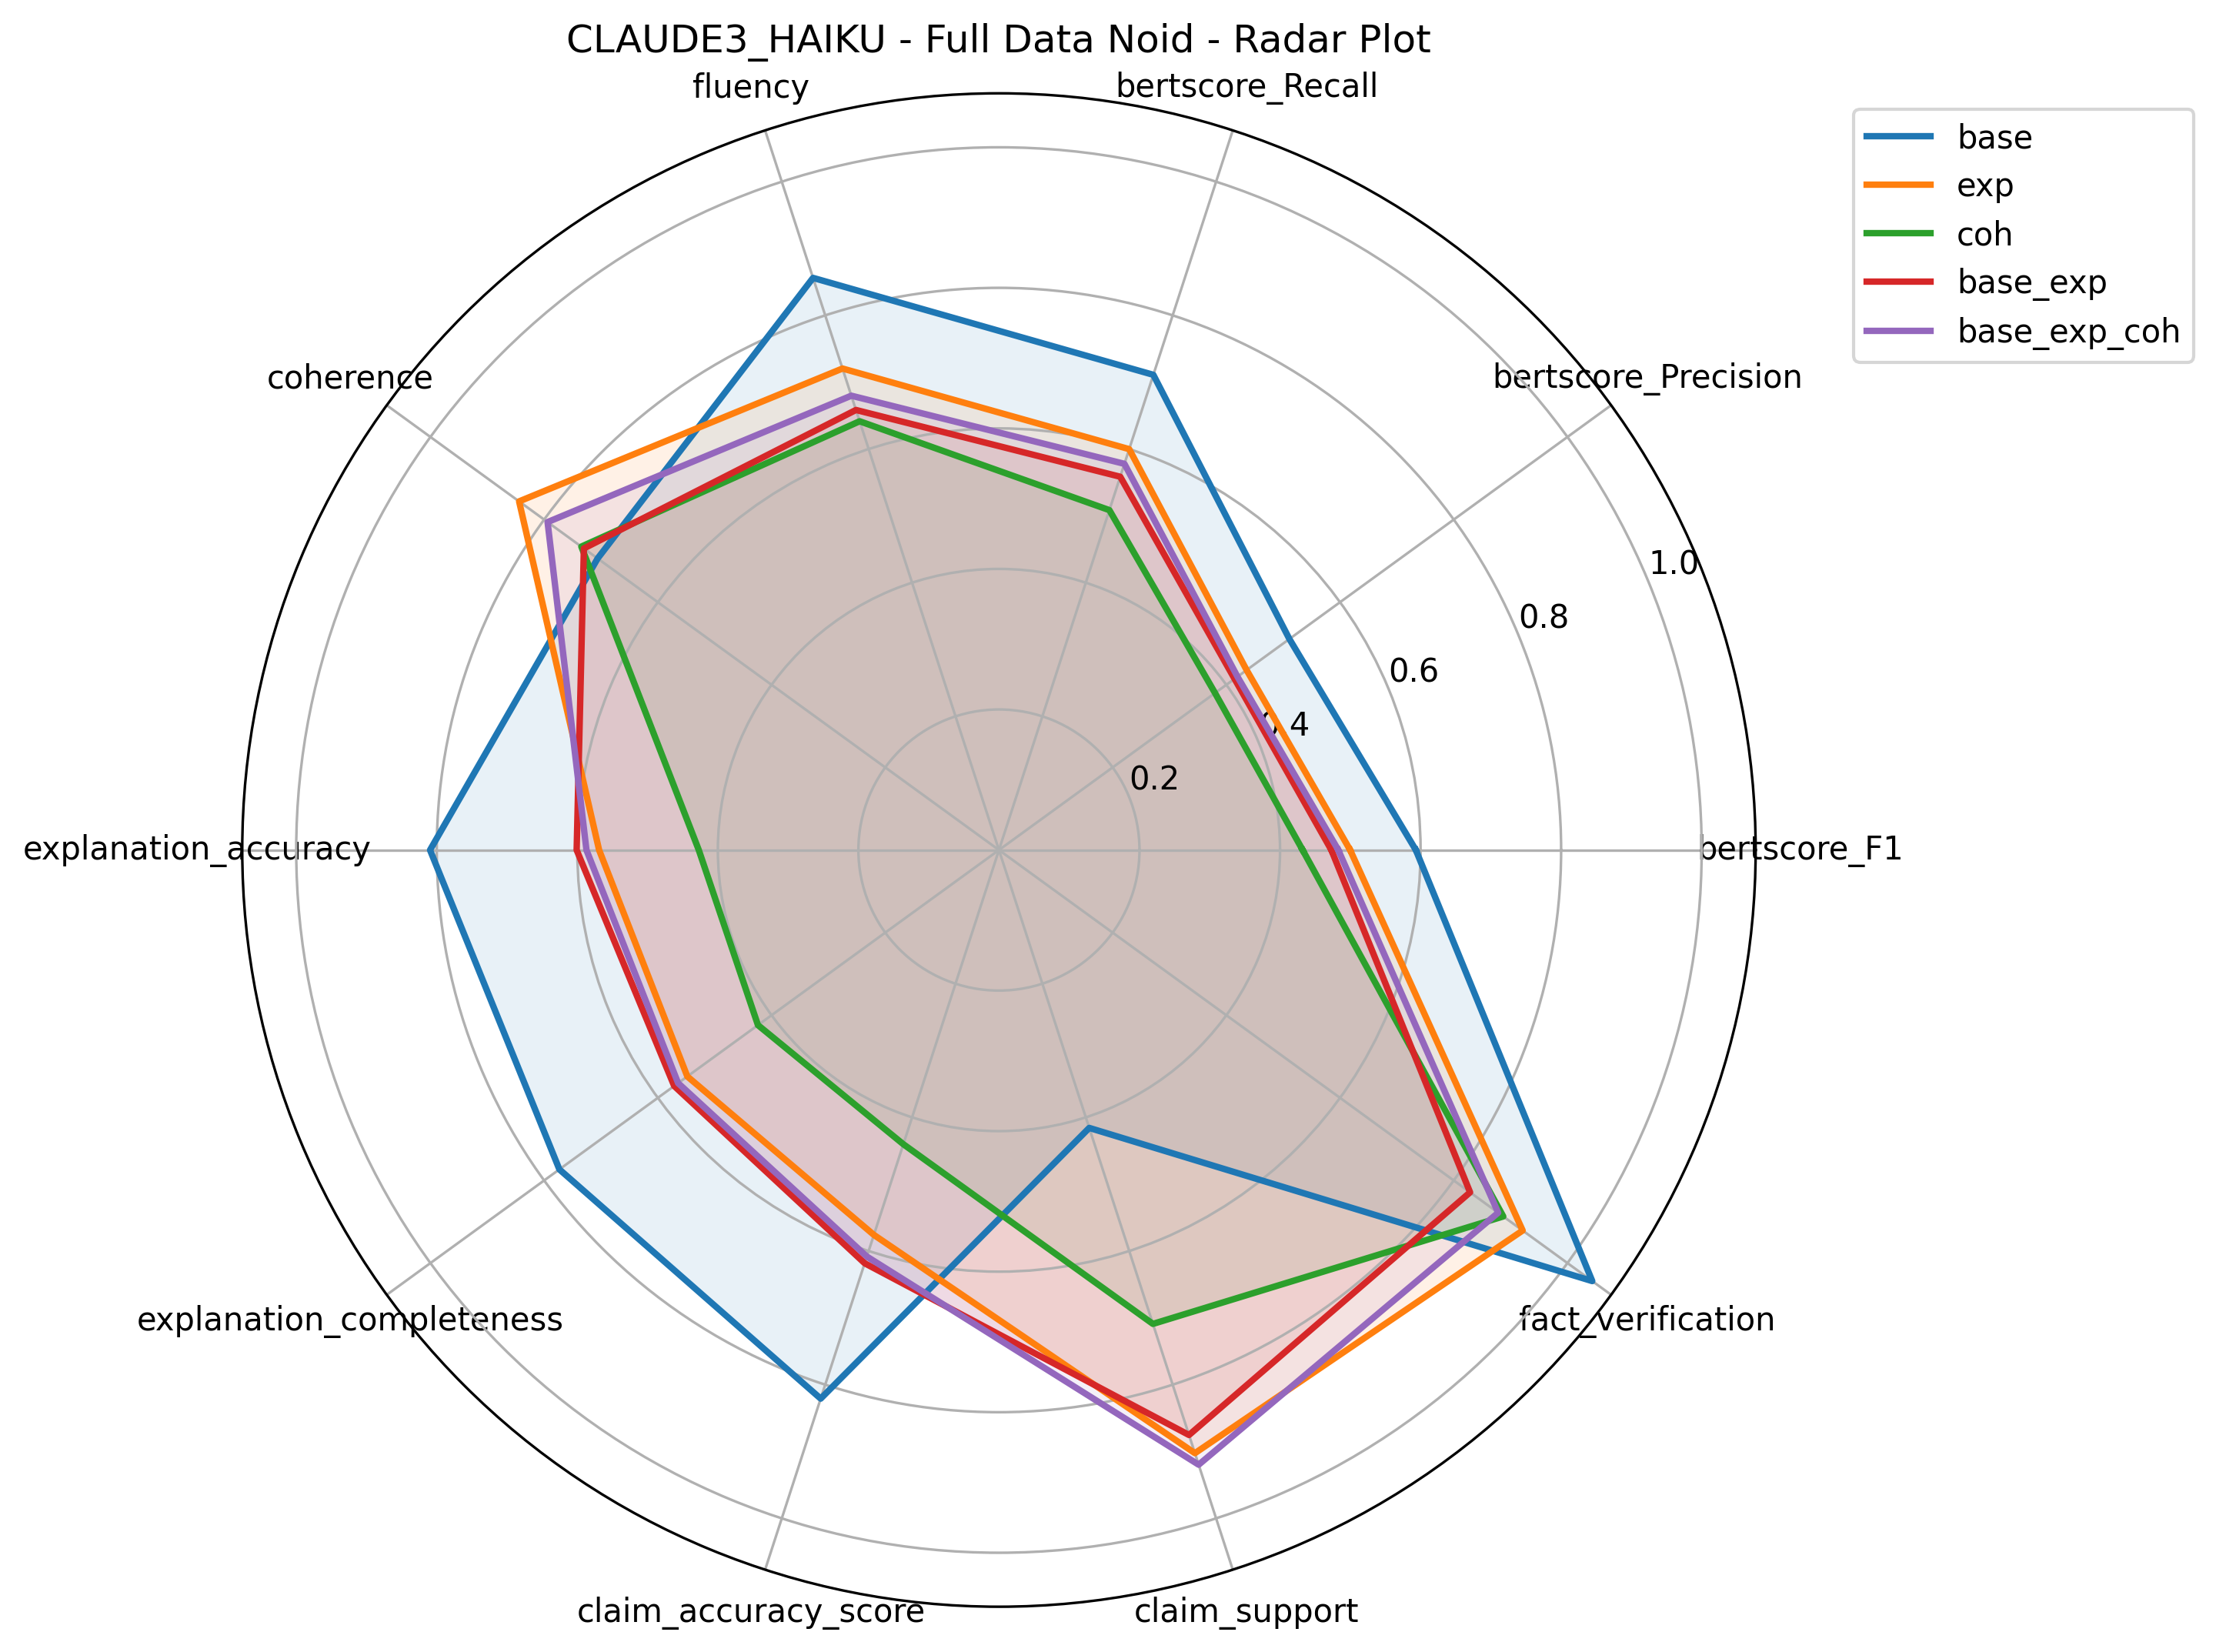 CLAUDE3_HAIKU - Full Data Noid - Radar Plot
fluency
bertscore_Recall
base
exp
coh
base_exp
base_exp_coh
coherence
bertscore_Precision
1.0
0.8
0.6
0.4
0.2
explanation_accuracy
bertscore_F1
explanation_completeness
fact_verification
claim_accuracy_score
claim_support